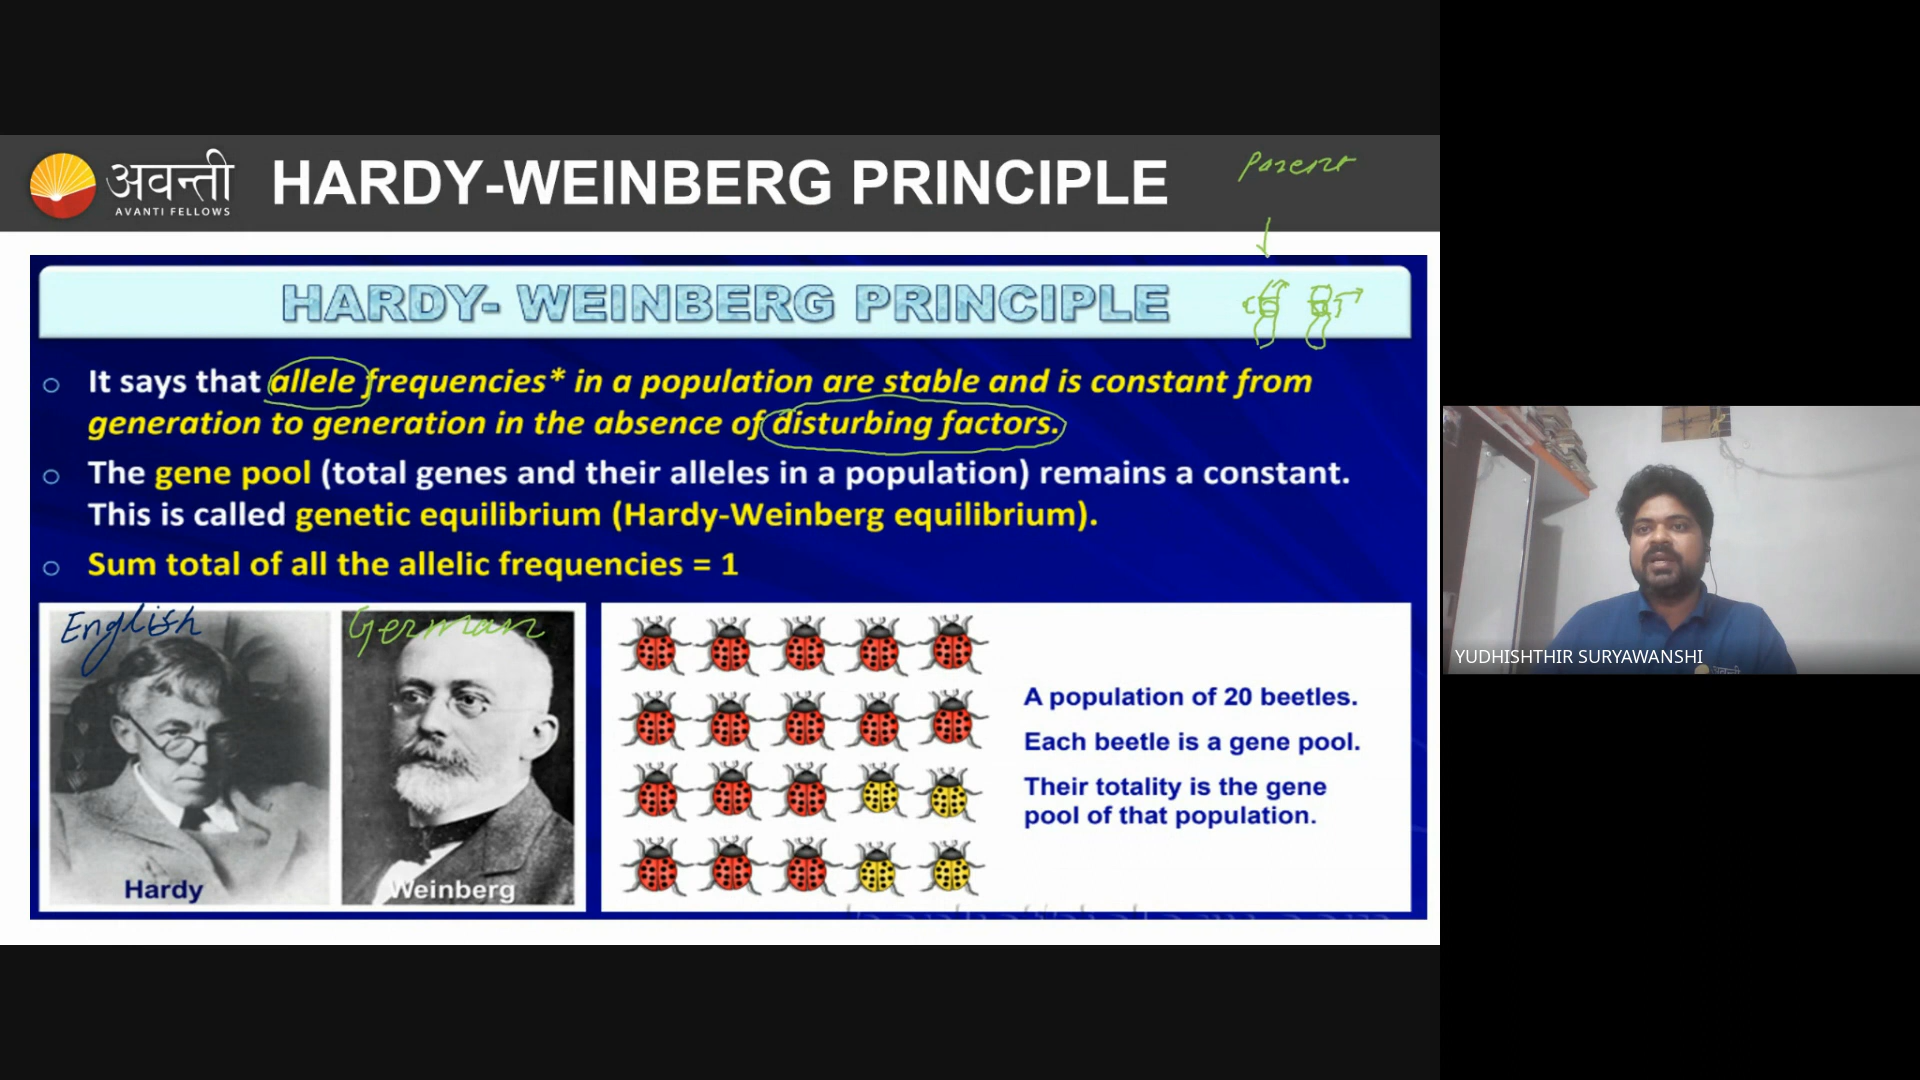 अवन्ती
AVANTI FELLOWS
HARDY-WEINBERG PRINCIPLE
Parent
HARDY- WEINBERG PRINCIPLE
It says that allele frequencies* in a population are stable and is constant from
generation to generation in the absence of disturbing factors.
The gene pool (total genes and their alleles in a population) remains a constant.
This is called genetic equilibrium (Hardy-Weinberg equilibrium).
Sum total of all the allelic frequencies = 1
English
German
Hardy
Weinberg
A population of 20 beetles.
Each beetle is a gene pool.
Their totality is the gene
pool of that population.
YUDHISHTHIR SURYAWANSHI